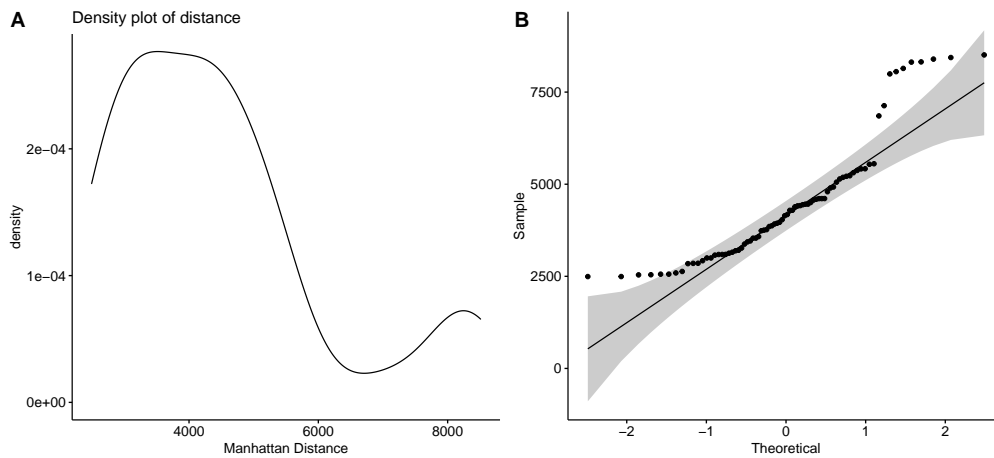 A
Density plot of distance
2e−04
1e−04
0e+00
density
4000
6000
8000
Manhattan Distance
B
7500
5000
2500
0
Sample
−2
−1
0
1
2
Theoretical